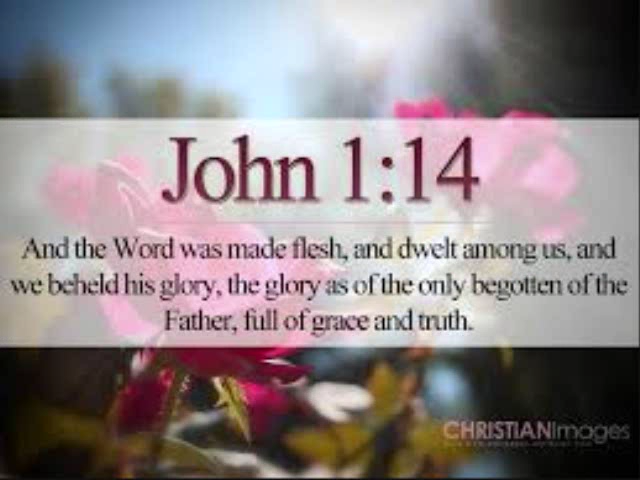 John 1:14
And the Word was made flesh, and dwelt among us, and
we beheld his glory, the glory as of the only begotten of the
Father, full of grace and truth.
CHRISTIANImages